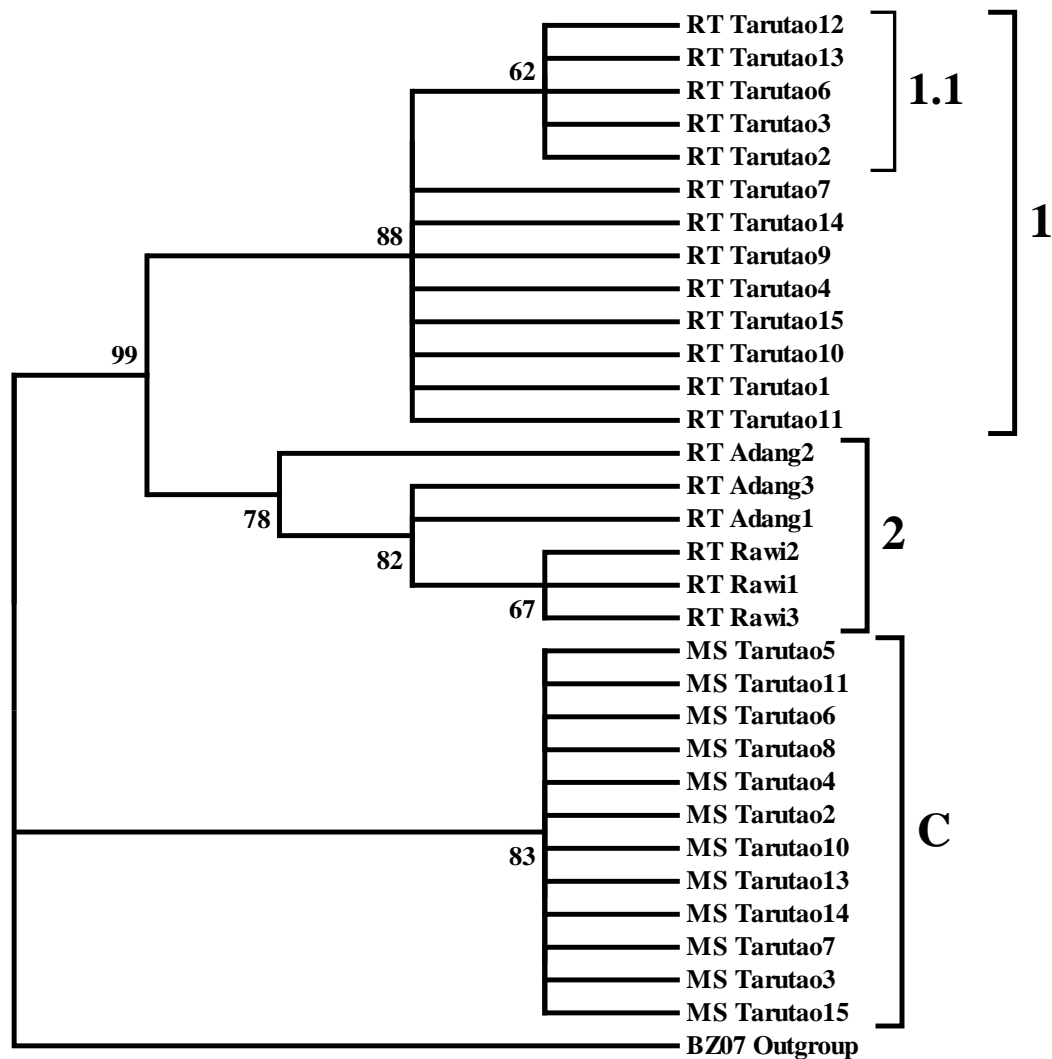 RT Tarutao12
RT Tarutao13
62
RT Tarutao6
1.1
RT Tarutao3
RT Tarutao2
RT Tarutao7
1
RT Tarutao14
88
RT Tarutao9
RT Tarutao4
RT Tarutao15
99
RT Tarutao10
RT Tarutao1
RT Tarutao11
RT Adang2
RT Adang3
78
RT Adang1
2
82
RT Rawi2
RT Rawi1
67
RT Rawi3
MS Tarutao5
MS Tarutao11
MS Tarutao6
MS Tarutao8
MS Tarutao4
MS Tarutao2
C
83
MS Tarutao10
MS Tarutao13
MS Tarutao14
MS Tarutao7
MS Tarutao3
MS Tarutao15
BZ07 Outgroup